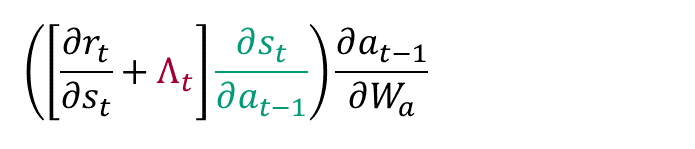 ([∂r_t/∂s_t + Λ_t] ∂s_t/∂a_{t−1}) ∂a_{t−1}/∂W_a